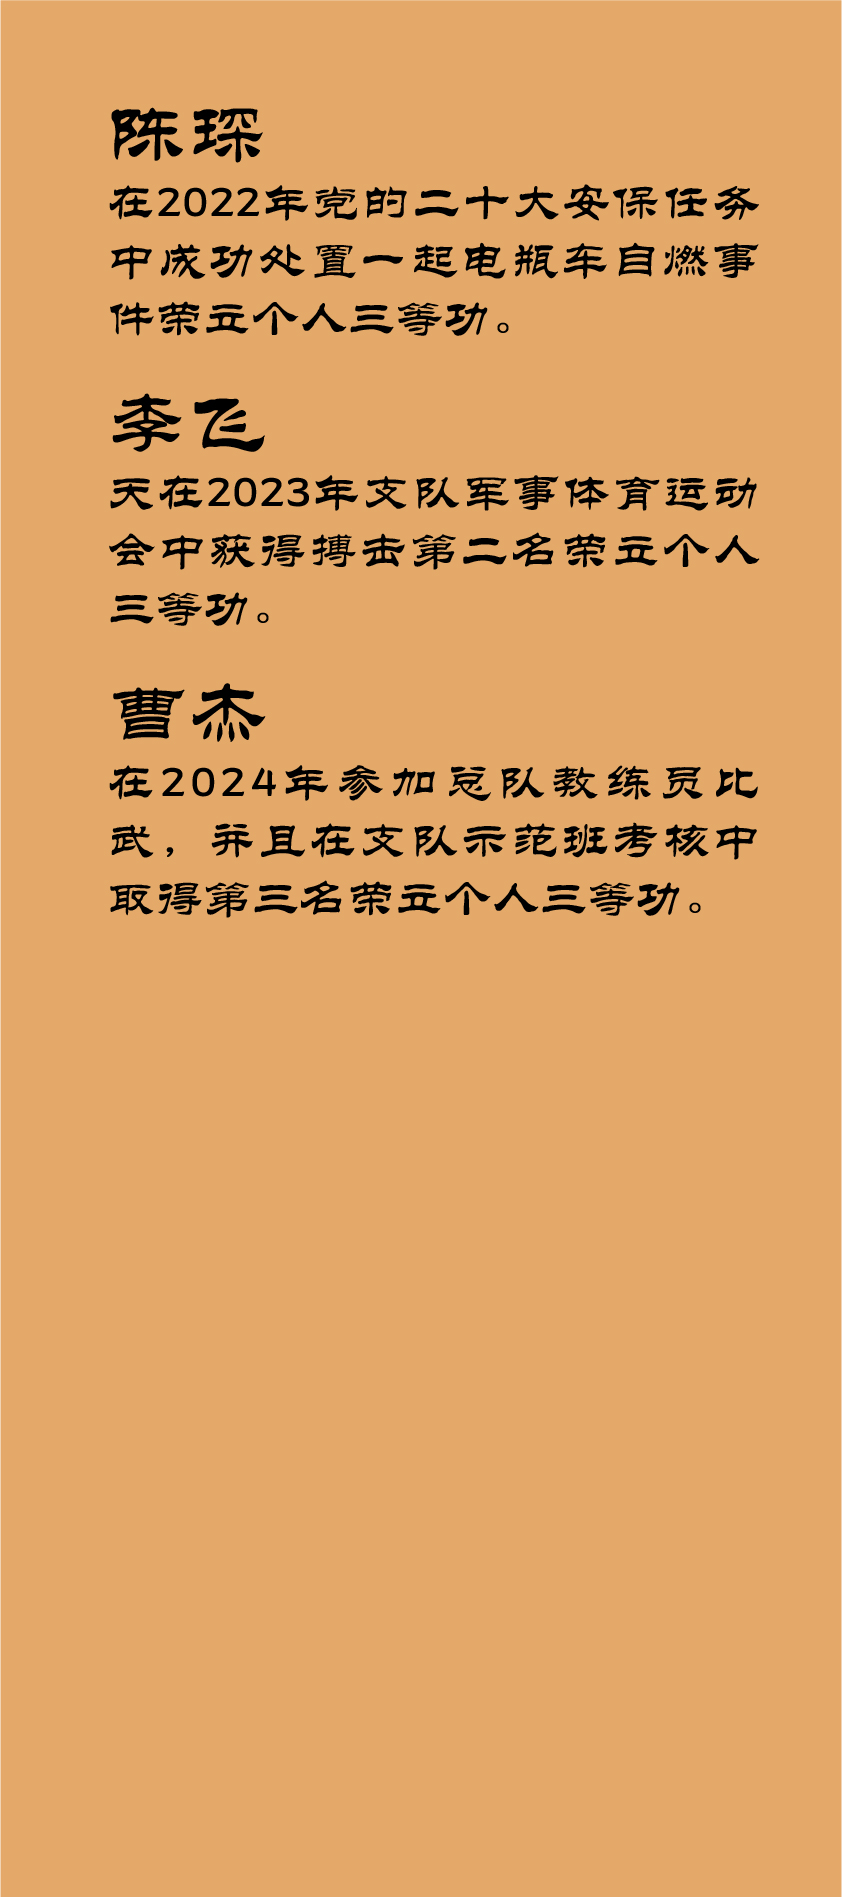 陈琛
在2022年党的二十大安保任务
中成功处置一起电瓶车自燃事
件荣立个人三等功。
李飞
天在2023年支队军事体育运动
会中获得搏击第二名荣立个人
三等功。
曹杰
在2024年参加总队教练员比
武，并且在支队示范班考核中
取得第三名荣立个人三等功。